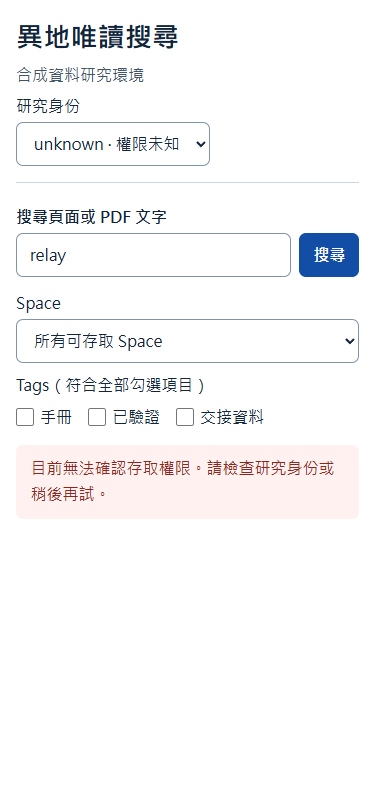 異地唯讀搜尋
合成資料研究環境
研究身份
unknown · 權限未知
搜尋頁面或 PDF 文字
relay
搜尋
Space
所有可存取 Space
Tags（符合全部勾選項目）
手冊 已驗證 交接資料
目前無法確認存取權限。請檢查研究身份或
稍後再試。